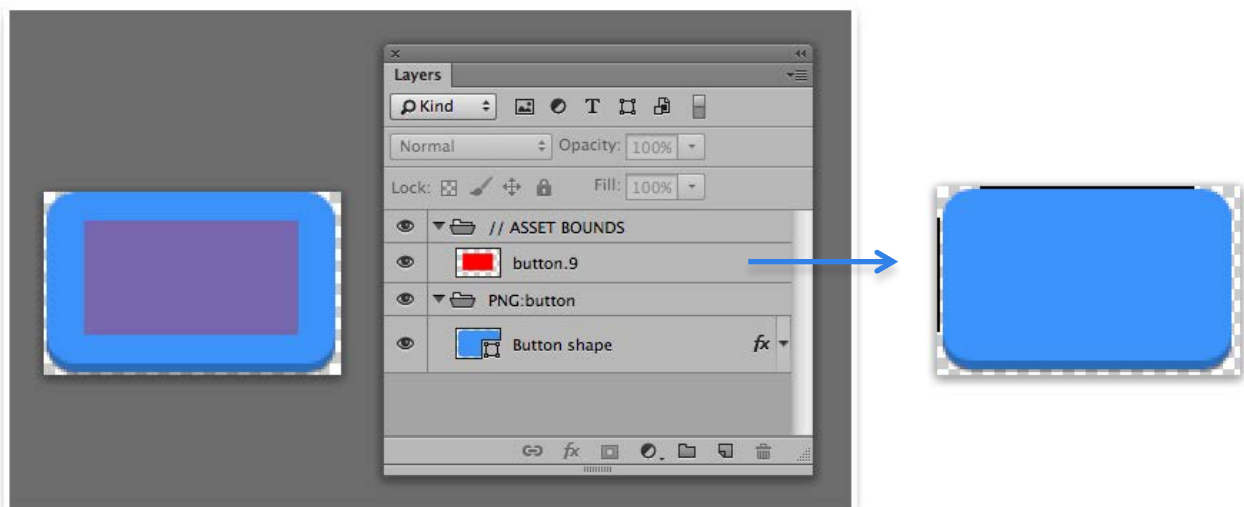 Layers
Kind T
Normal Opacity: 100%
Lock: Fill: 100%
// ASSET BOUNDS
button.9
PNG:button
Button shape fx
fx